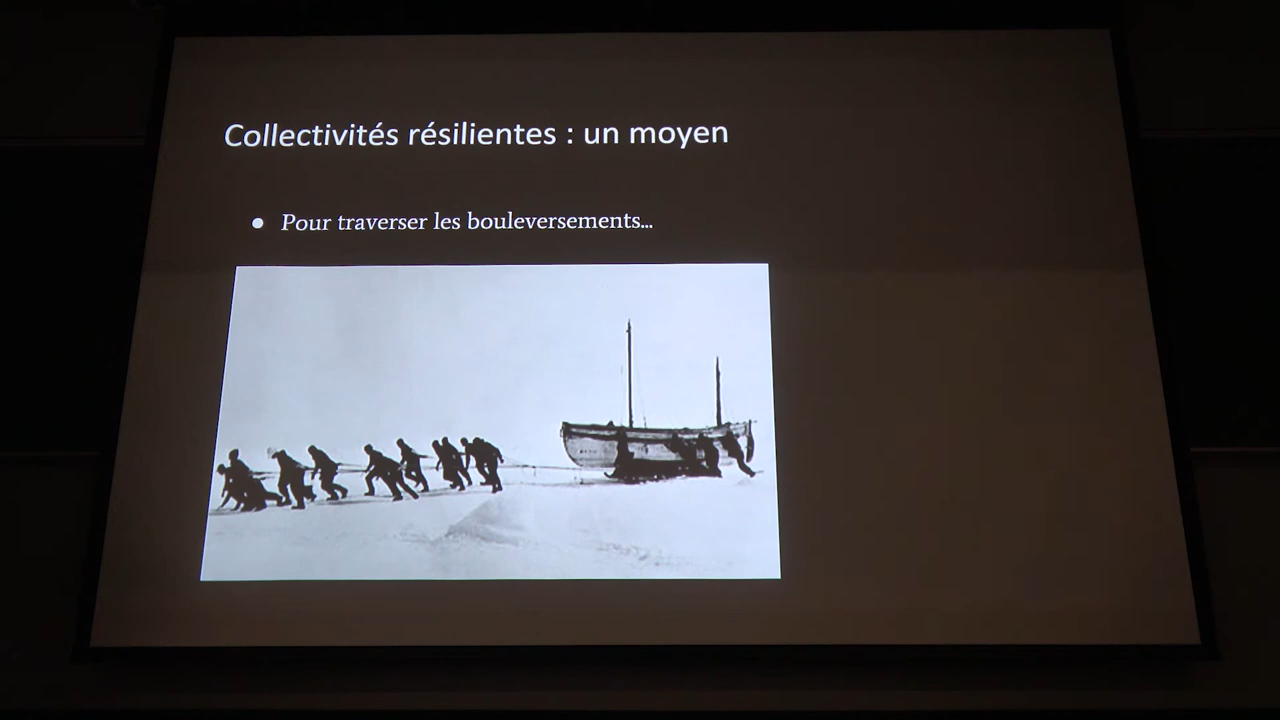 Collectivités résilientes : un moyen
● Pour traverser les bouleversements...